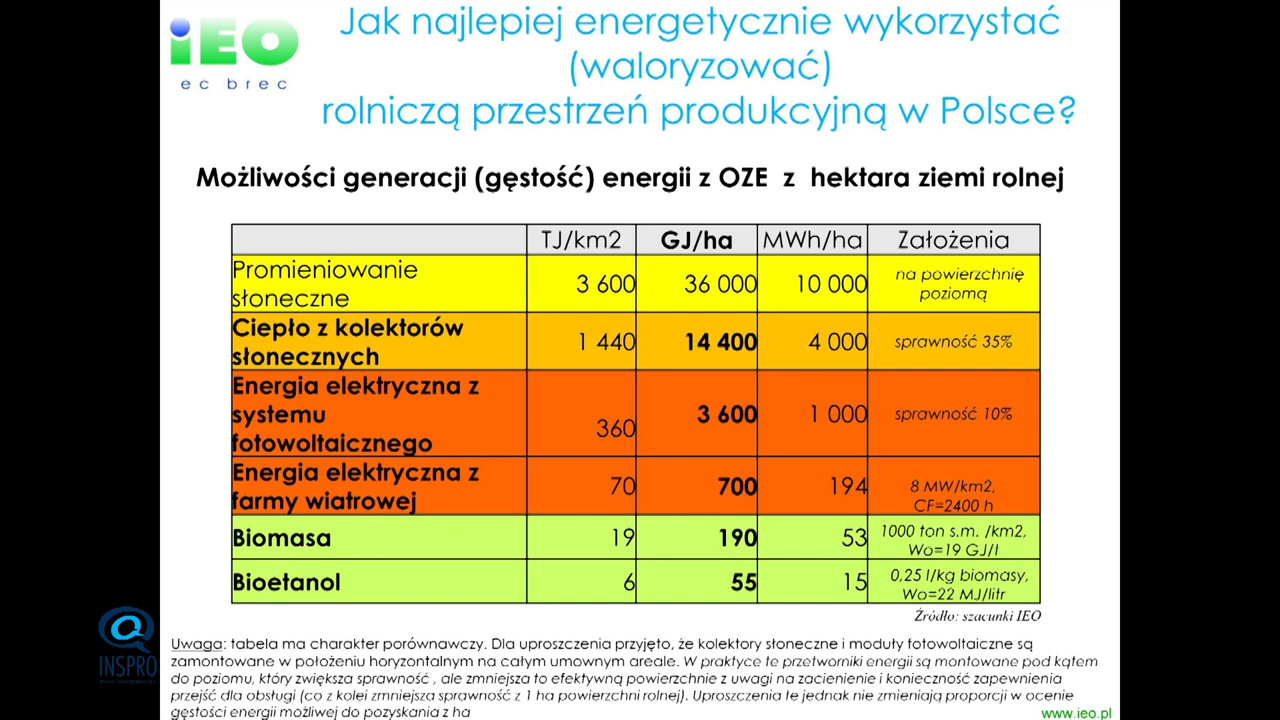 iEO
ec brec
Jak najlepiej energetycznie wykorzystać
(waloryzować)
rolniczą przestrzeń produkcyjną w Polsce?
Możliwości generacji (gęstość) energii z OZE z hektara ziemi rolnej
TJ/km2 GJ/ha MWh/ha Założenia
Promieniowanie
słoneczne
3 600 36 000 10 000
na powierzchnię
poziomą
Ciepło z kolektorów
słonecznych
1 440 14 400 4 000 sprawność 35%
Energia elektryczna z
systemu
fotowoltaicznego
360 3 600 1 000 sprawność 10%
Energia elektryczna z
farmy wiatrowej
70 700 194
8 MW/km2,
CF=2400 h
Biomasa 19 190 53
1000 ton s.m. /km2,
Wo=19 GJ/t
Bioetanol 6 55 15
0,25 l/kg biomasy,
Wo=22 MJ/litr
Źródło: szacunki IEO
Uwaga: tabela ma charakter porównawczy. Dla uproszczenia przyjęto, że kolektory słoneczne i moduły fotowoltaiczne są
zamontowane w położeniu horyzontalnym na całym umownym areale. W praktyce te przetworniki energii są montowane pod kątem
do poziomu, który zwiększa sprawność , ale zmniejsza to efektywną powierzchnie z uwagi na zacienienie i konieczność zapewnienia
przejść dla obsługi (co z kolei zmniejsza sprawność z 1 ha powierzchni rolnej). Uproszczenia te jednak nie zmieniają proporcji w ocenie
gęstości energii możliwej do pozyskania z ha
www.ieo.pl
INSPRO